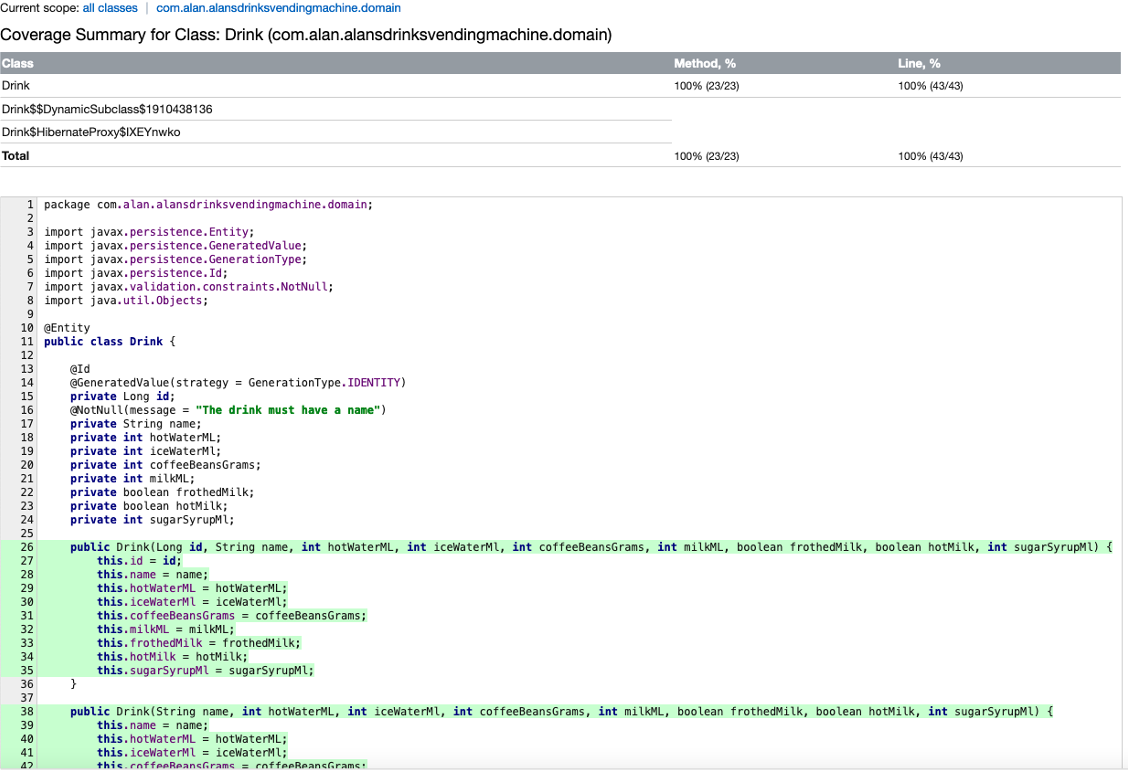 Current scope: all classes | com.alan.alansdrinksvendingmachine.domain
Coverage Summary for Class: Drink (com.alan.alansdrinksvendingmachine.domain)
Class Method, % Line, %
Drink 100% (23/23) 100% (43/43)
Drink$$DynamicSubclass$1910438136
Drink$HibernateProxy$IXEYnwko
Total 100% (23/23) 100% (43/43)
1 package com.alan.alansdrinksvendingmachine.domain;
2
3 import javax.persistence.Entity;
4 import javax.persistence.GeneratedValue;
5 import javax.persistence.GenerationType;
6 import javax.persistence.Id;
7 import javax.validation.constraints.NotNull;
8 import java.util.Objects;
9
10 @Entity
11 public class Drink {
12
13     @Id
14     @GeneratedValue(strategy = GenerationType.IDENTITY)
15     private Long id;
16     @NotNull(message = "The drink must have a name")
17     private String name;
18     private int hotWaterML;
19     private int iceWaterMl;
20     private int coffeeBeansGrams;
21     private int milkML;
22     private boolean frothedMilk;
23     private boolean hotMilk;
24     private int sugarSyrupMl;
25
26     public Drink(Long id, String name, int hotWaterML, int iceWaterMl, int coffeeBeansGrams, int milkML, boolean frothedMilk, boolean hotMilk, int sugarSyrupMl) {
27         this.id = id;
28         this.name = name;
29         this.hotWaterML = hotWaterML;
30         this.iceWaterMl = iceWaterMl;
31         this.coffeeBeansGrams = coffeeBeansGrams;
32         this.milkML = milkML;
33         this.frothedMilk = frothedMilk;
34         this.hotMilk = hotMilk;
35         this.sugarSyrupMl = sugarSyrupMl;
36     }
37
38     public Drink(String name, int hotWaterML, int iceWaterMl, int coffeeBeansGrams, int milkML, boolean frothedMilk, boolean hotMilk, int sugarSyrupMl) {
39         this.name = name;
40         this.hotWaterML = hotWaterML;
41         this.iceWaterMl = iceWaterMl;
42         this.coffeeBeansGrams = coffeeBeansGrams;